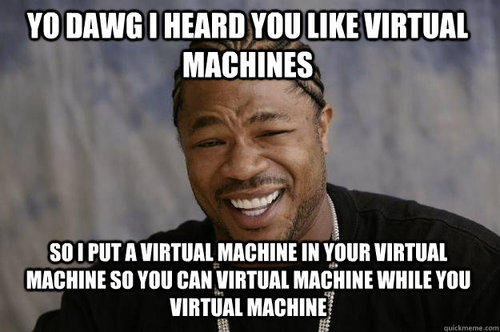 YO DAWG I HEARD YOU LIKE VIRTUAL
MACHINES
SO I PUT A VIRTUAL MACHINE IN YOUR VIRTUAL
MACHINE SO YOU CAN VIRTUAL MACHINE WHILE YOU
VIRTUAL MACHINE
quickmeme.com